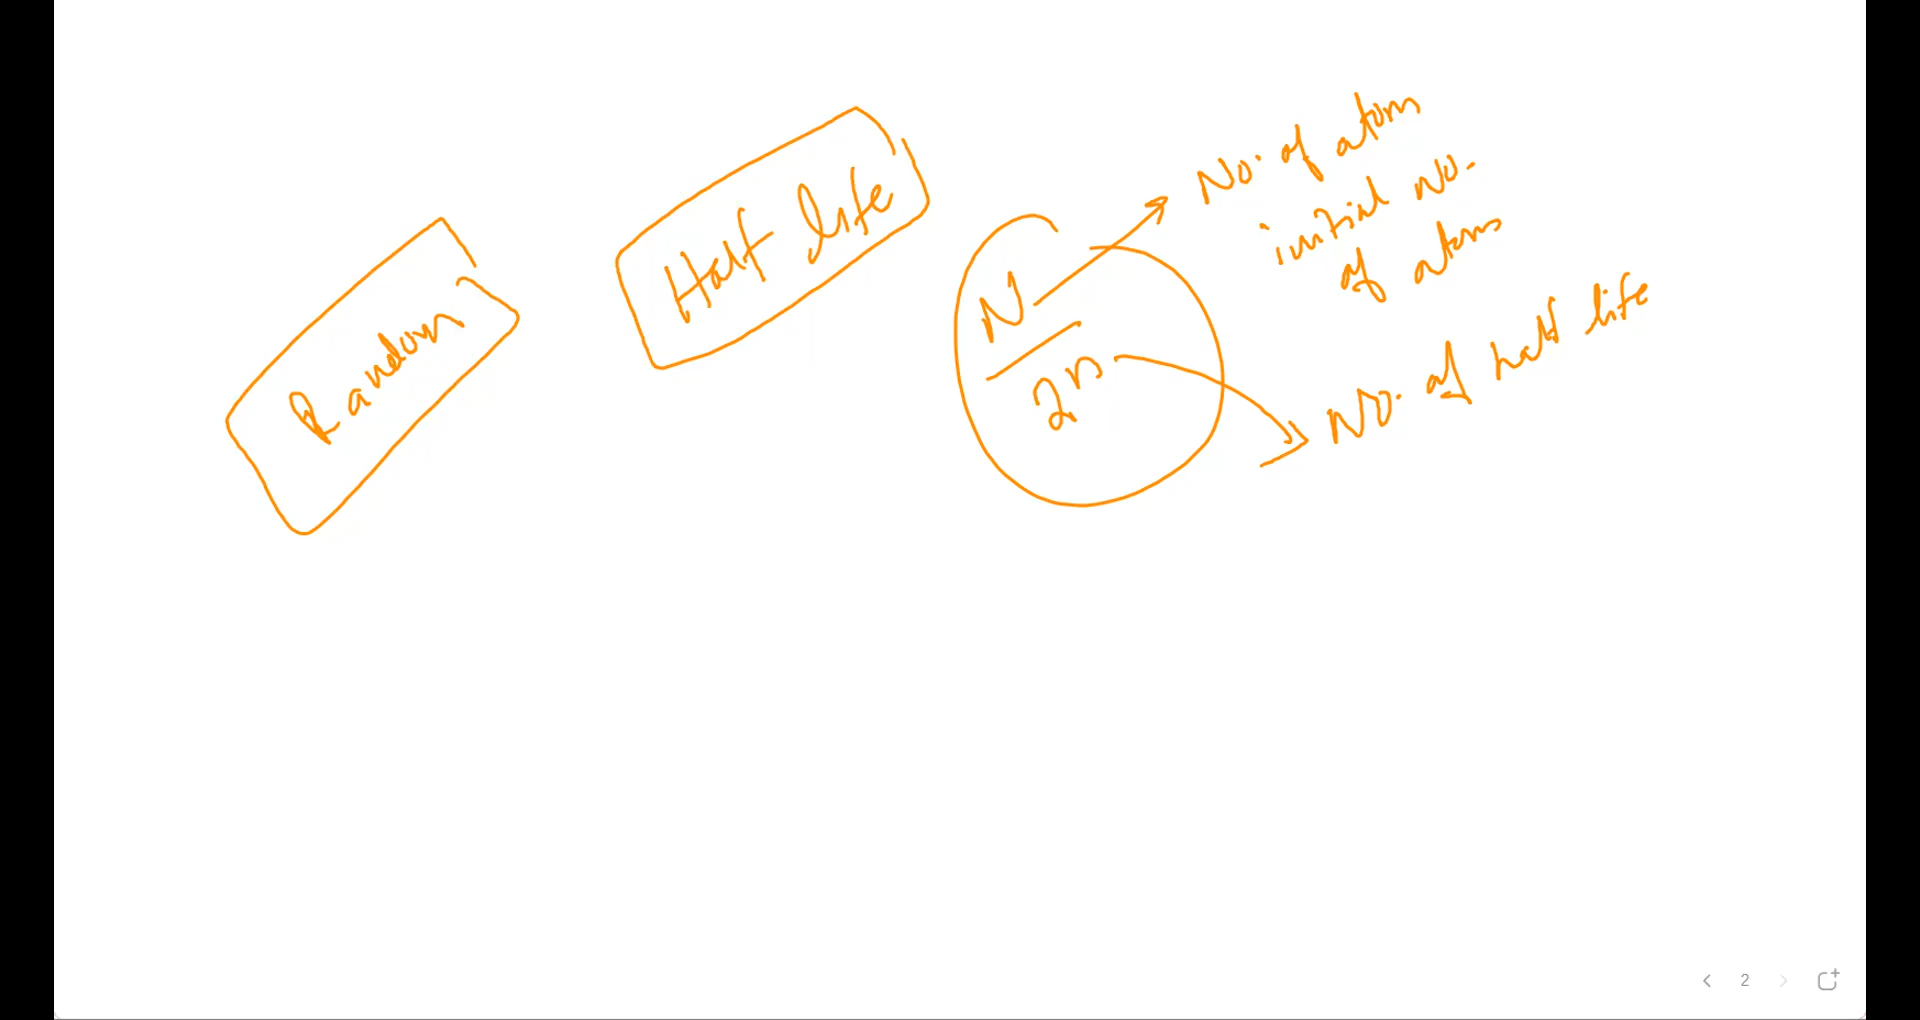 Random
Half life
N
2n
No. of atom
initial No.
of atoms
No. of half life
2